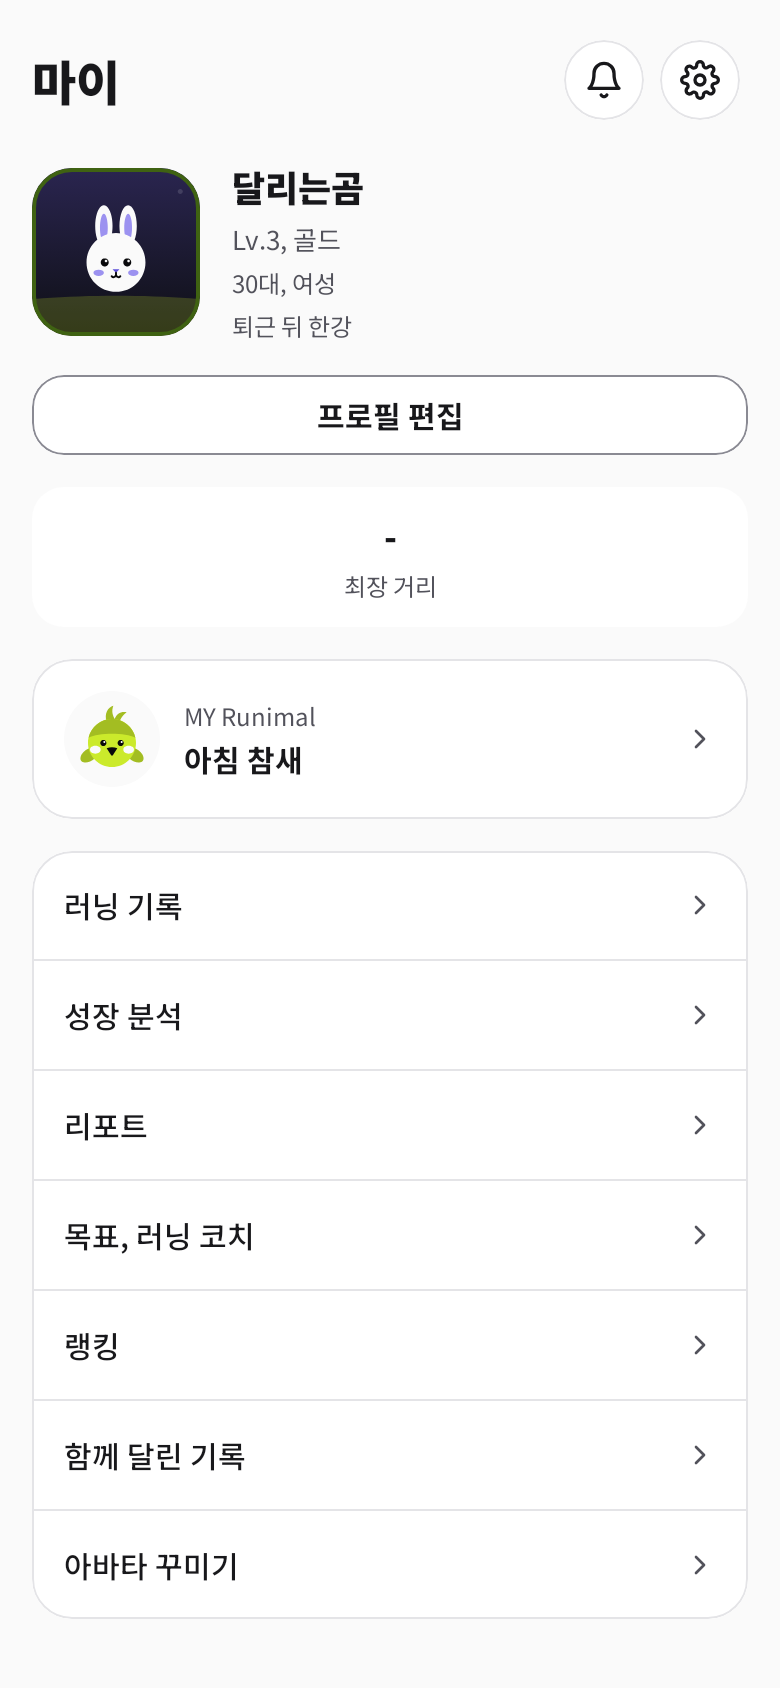 마이
달리는곰
Lv.3, 골드
30대, 여성
퇴근 뒤 한강
프로필 편집
-
최장 거리
MY Runimal
아침 참새
러닝 기록
성장 분석
리포트
목표, 러닝 코치
랭킹
함께 달린 기록
아바타 꾸미기